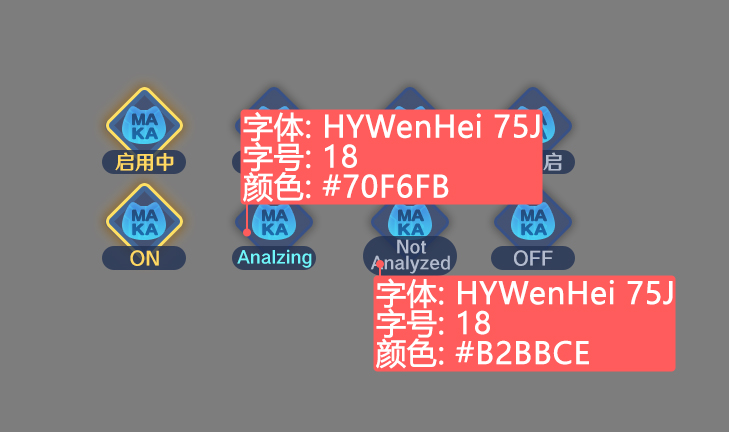 MA
KA
启用中
启
字体: HYWenHei 75J
字号: 18
颜色: #70F6FB
MA
KA
ON
MA
KA
Analzing
MA
KA
Not
Analyzed
MA
KA
OFF
字体: HYWenHei 75J
字号: 18
颜色: #B2BBCE